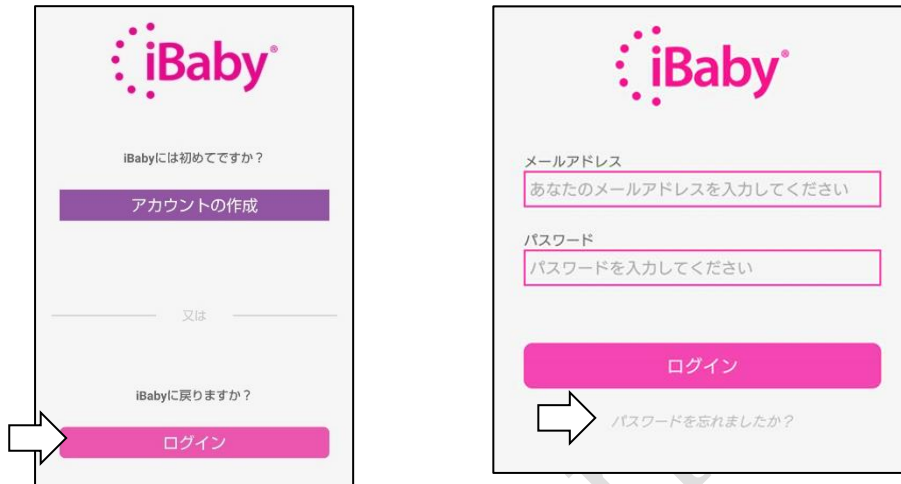 iBaby®
iBabyには初めてですか？
アカウントの作成
又は
iBabyに戻りますか？
ログイン
iBaby®
メールアドレス
あなたのメールアドレスを入力してください
パスワード
パスワードを入力してください
ログイン
パスワードを忘れましたか？